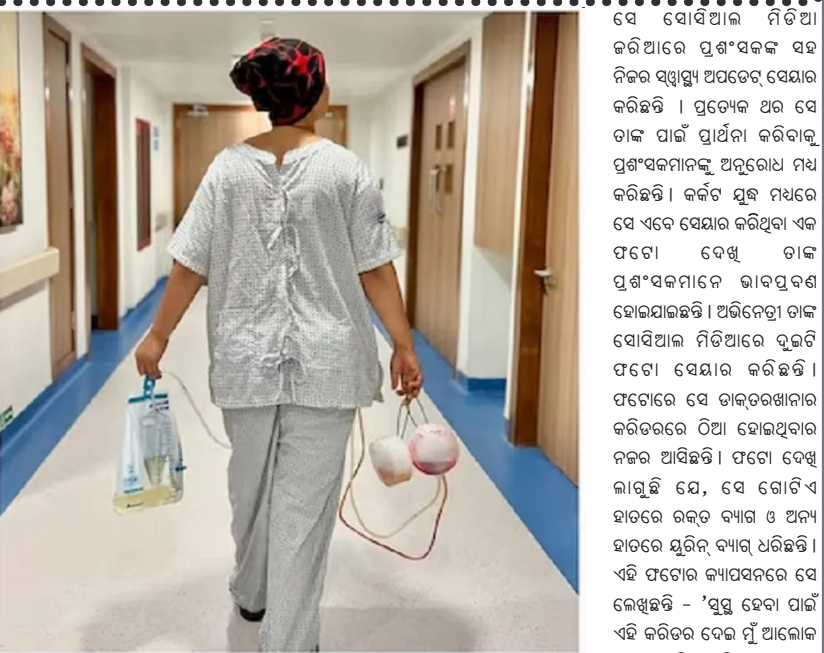 ସେ ସୋସିଆଲ ମିଡିଆ
ଜରିଆରେ ପ୍ରଶଂସକଙ୍କ ସହ
ନିଜର ସ୍ୱାସ୍ଥ୍ୟ ଅପଡେଟ୍ ସେୟାର
କରିଛନ୍ତି । ପ୍ରତ୍ୟେକ ଥର ସେ
ତାଙ୍କ ପାଇଁ ପ୍ରାର୍ଥନା କରିବାକୁ
ପ୍ରଶଂସକମାନଙ୍କୁ ଅନୁରୋଧ ମଧ୍ୟ
କରିଛନ୍ତି। କର୍କଟ ଯୁଦ୍ଧ ମଧ୍ୟରେ
ସେ ଏବେ ସେୟାର କରିଥିବା ଏକ
ଫଟୋ ଦେଖି ତାଙ୍କ
ପ୍ରଶଂସକମାନେ ଭାବପ୍ରବଣ
ହୋଇଯାଇଛନ୍ତି। ଅଭିନେତ୍ରୀ ତାଙ୍କ
ସୋସିଆଲ ମିଡିଆରେ ଦୁଇଟି
ଫଟୋ ସେୟାର କରିଛନ୍ତି।
ଫଟୋରେ ସେ ଡାକ୍ତରଖାନାର
କରିଡରରେ ଠିଆ ହୋଇଥିବାର
ନଜର ଆସିଛନ୍ତି। ଫଟୋ ଦେଖି
ଲାଗୁଛି ଯେ, ସେ ଗୋଟିଏ
ହାତରେ ରକ୍ତ ବ୍ୟାଗ ଓ ଅନ୍ୟ
ହାତରେ ୟୁରିନ୍ ବ୍ୟାଗ୍ ଧରିଛନ୍ତି।
ଏହି ଫଟୋର କ୍ୟାପସନରେ ସେ
ଲେଖିଛନ୍ତି - 'ସୁସ୍ଥ ହେବା ପାଇଁ
ଏହି କରିଡର ଦେଇ ମୁଁ ଆଲୋକ